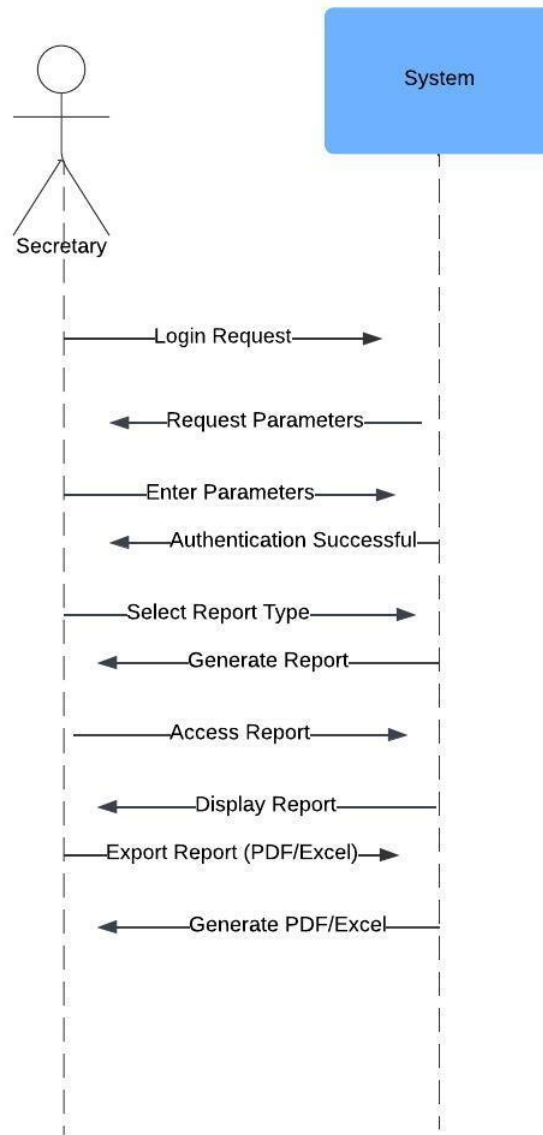 System
Secretary
Login Request
Request Parameters
Enter Parameters
Authentication Successful
Select Report Type
Generate Report
Access Report
Display Report
Export Report (PDF/Excel)
Generate PDF/Excel